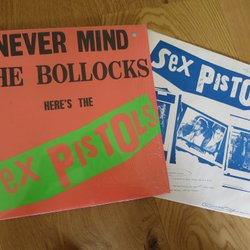 NEVER MIND
THE BOLLOCKS
HERE'S THE
Sex PISTOLS
Sex PISTOLS